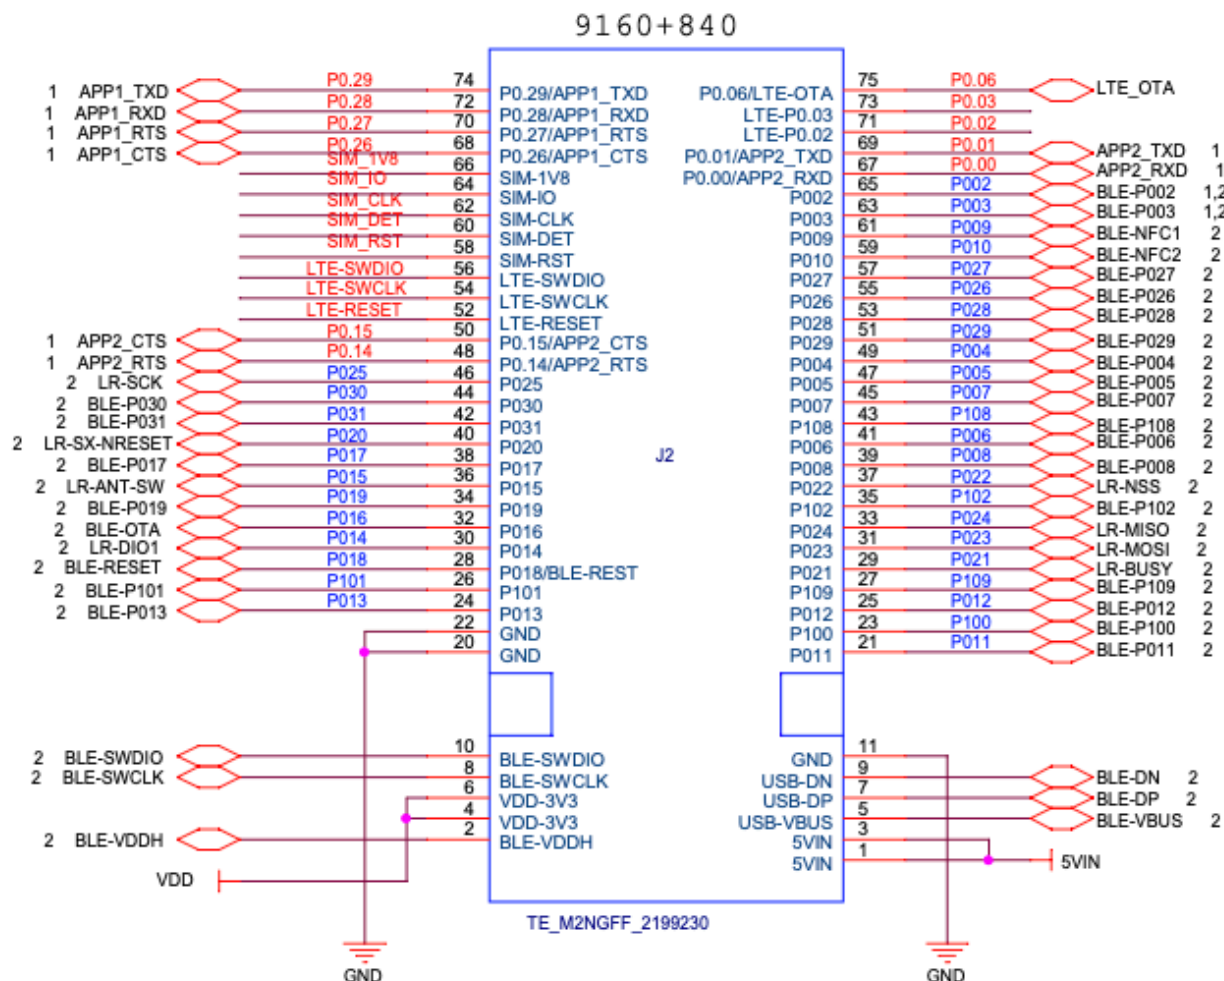 9160+840
1 APP1_TXD P0.29 74 P0.29/APP1_TXD P0.06/LTE-OTA 75 P0.06 LTE_OTA
1 APP1_RXD P0.28 72 P0.28/APP1_RXD LTE-P0.03 73 P0.03
1 APP1_RTS P0.27 70 P0.27/APP1_RTS LTE-P0.02 71 P0.02
1 APP1_CTS P0.26 68 P0.26/APP1_CTS P0.01/APP2_TXD 69 P0.01 APP2_TXD 1
SIM_1V8 66 SIM-1V8 P0.00/APP2_RXD 67 P0.00 APP2_RXD 1
SIM_IO 64 SIM-IO P002 65 P002 BLE-P002 1,2
SIM_CLK 62 SIM-CLK P003 63 P003 BLE-P003 1,2
SIM_DET 60 SIM-DET P009 61 P009 BLE-NFC1 2
SIM_RST 58 SIM-RST P010 59 P010 BLE-NFC2 2
LTE-SWDIO 56 LTE-SWDIO P027 57 P027 BLE-P027 2
LTE-SWCLK 54 LTE-SWCLK P026 55 P026 BLE-P026 2
LTE-RESET 52 LTE-RESET P028 53 P028 BLE-P028 2
1 APP2_CTS P0.15 50 P0.15/APP2_CTS P029 51 P029 BLE-P029 2
1 APP2_RTS P0.14 48 P0.14/APP2_RTS P004 49 P004 BLE-P004 2
2 LR-SCK P025 46 P025 P005 47 P005 BLE-P005 2
2 BLE-P030 P030 44 P030 P007 45 P007 BLE-P007 2
2 BLE-P031 P031 42 P031 P108 43 P108 BLE-P108 2
2 LR-SX-NRESET P020 40 P020 P006 41 P006 BLE-P006 2
2 BLE-P017 P017 38 P017 P008 39 P008 BLE-P008 2
J2
2 LR-ANT-SW P015 36 P015 P022 37 P022 LR-NSS 2
2 BLE-P019 P019 34 P019 P102 35 P102 BLE-P102 2
2 BLE-OTA P016 32 P016 P024 33 P024 LR-MISO 2
2 LR-DIO1 P014 30 P014 P023 31 P023 LR-MOSI 2
2 BLE-RESET P018 28 P018/BLE-REST P021 29 P021 LR-BUSY 2
2 BLE-P101 P101 26 P101 P109 27 P109 BLE-P109 2
2 BLE-P013 P013 24 P013 P012 25 P012 BLE-P012 2
22 GND P100 23 P100 BLE-P100 2
20 GND P011 21 P011 BLE-P011 2
2 BLE-SWDIO 10 BLE-SWDIO GND 11
2 BLE-SWCLK 8 BLE-SWCLK USB-DN 9 BLE-DN 2
6 VDD-3V3 USB-DP 7 BLE-DP 2
4 VDD-3V3 USB-VBUS 5 BLE-VBUS 2
2 BLE-VDDH 2 BLE-VDDH 5VIN 3
VDD 5VIN 1 5VIN
TE_M2NGFF_2199230
GND GND